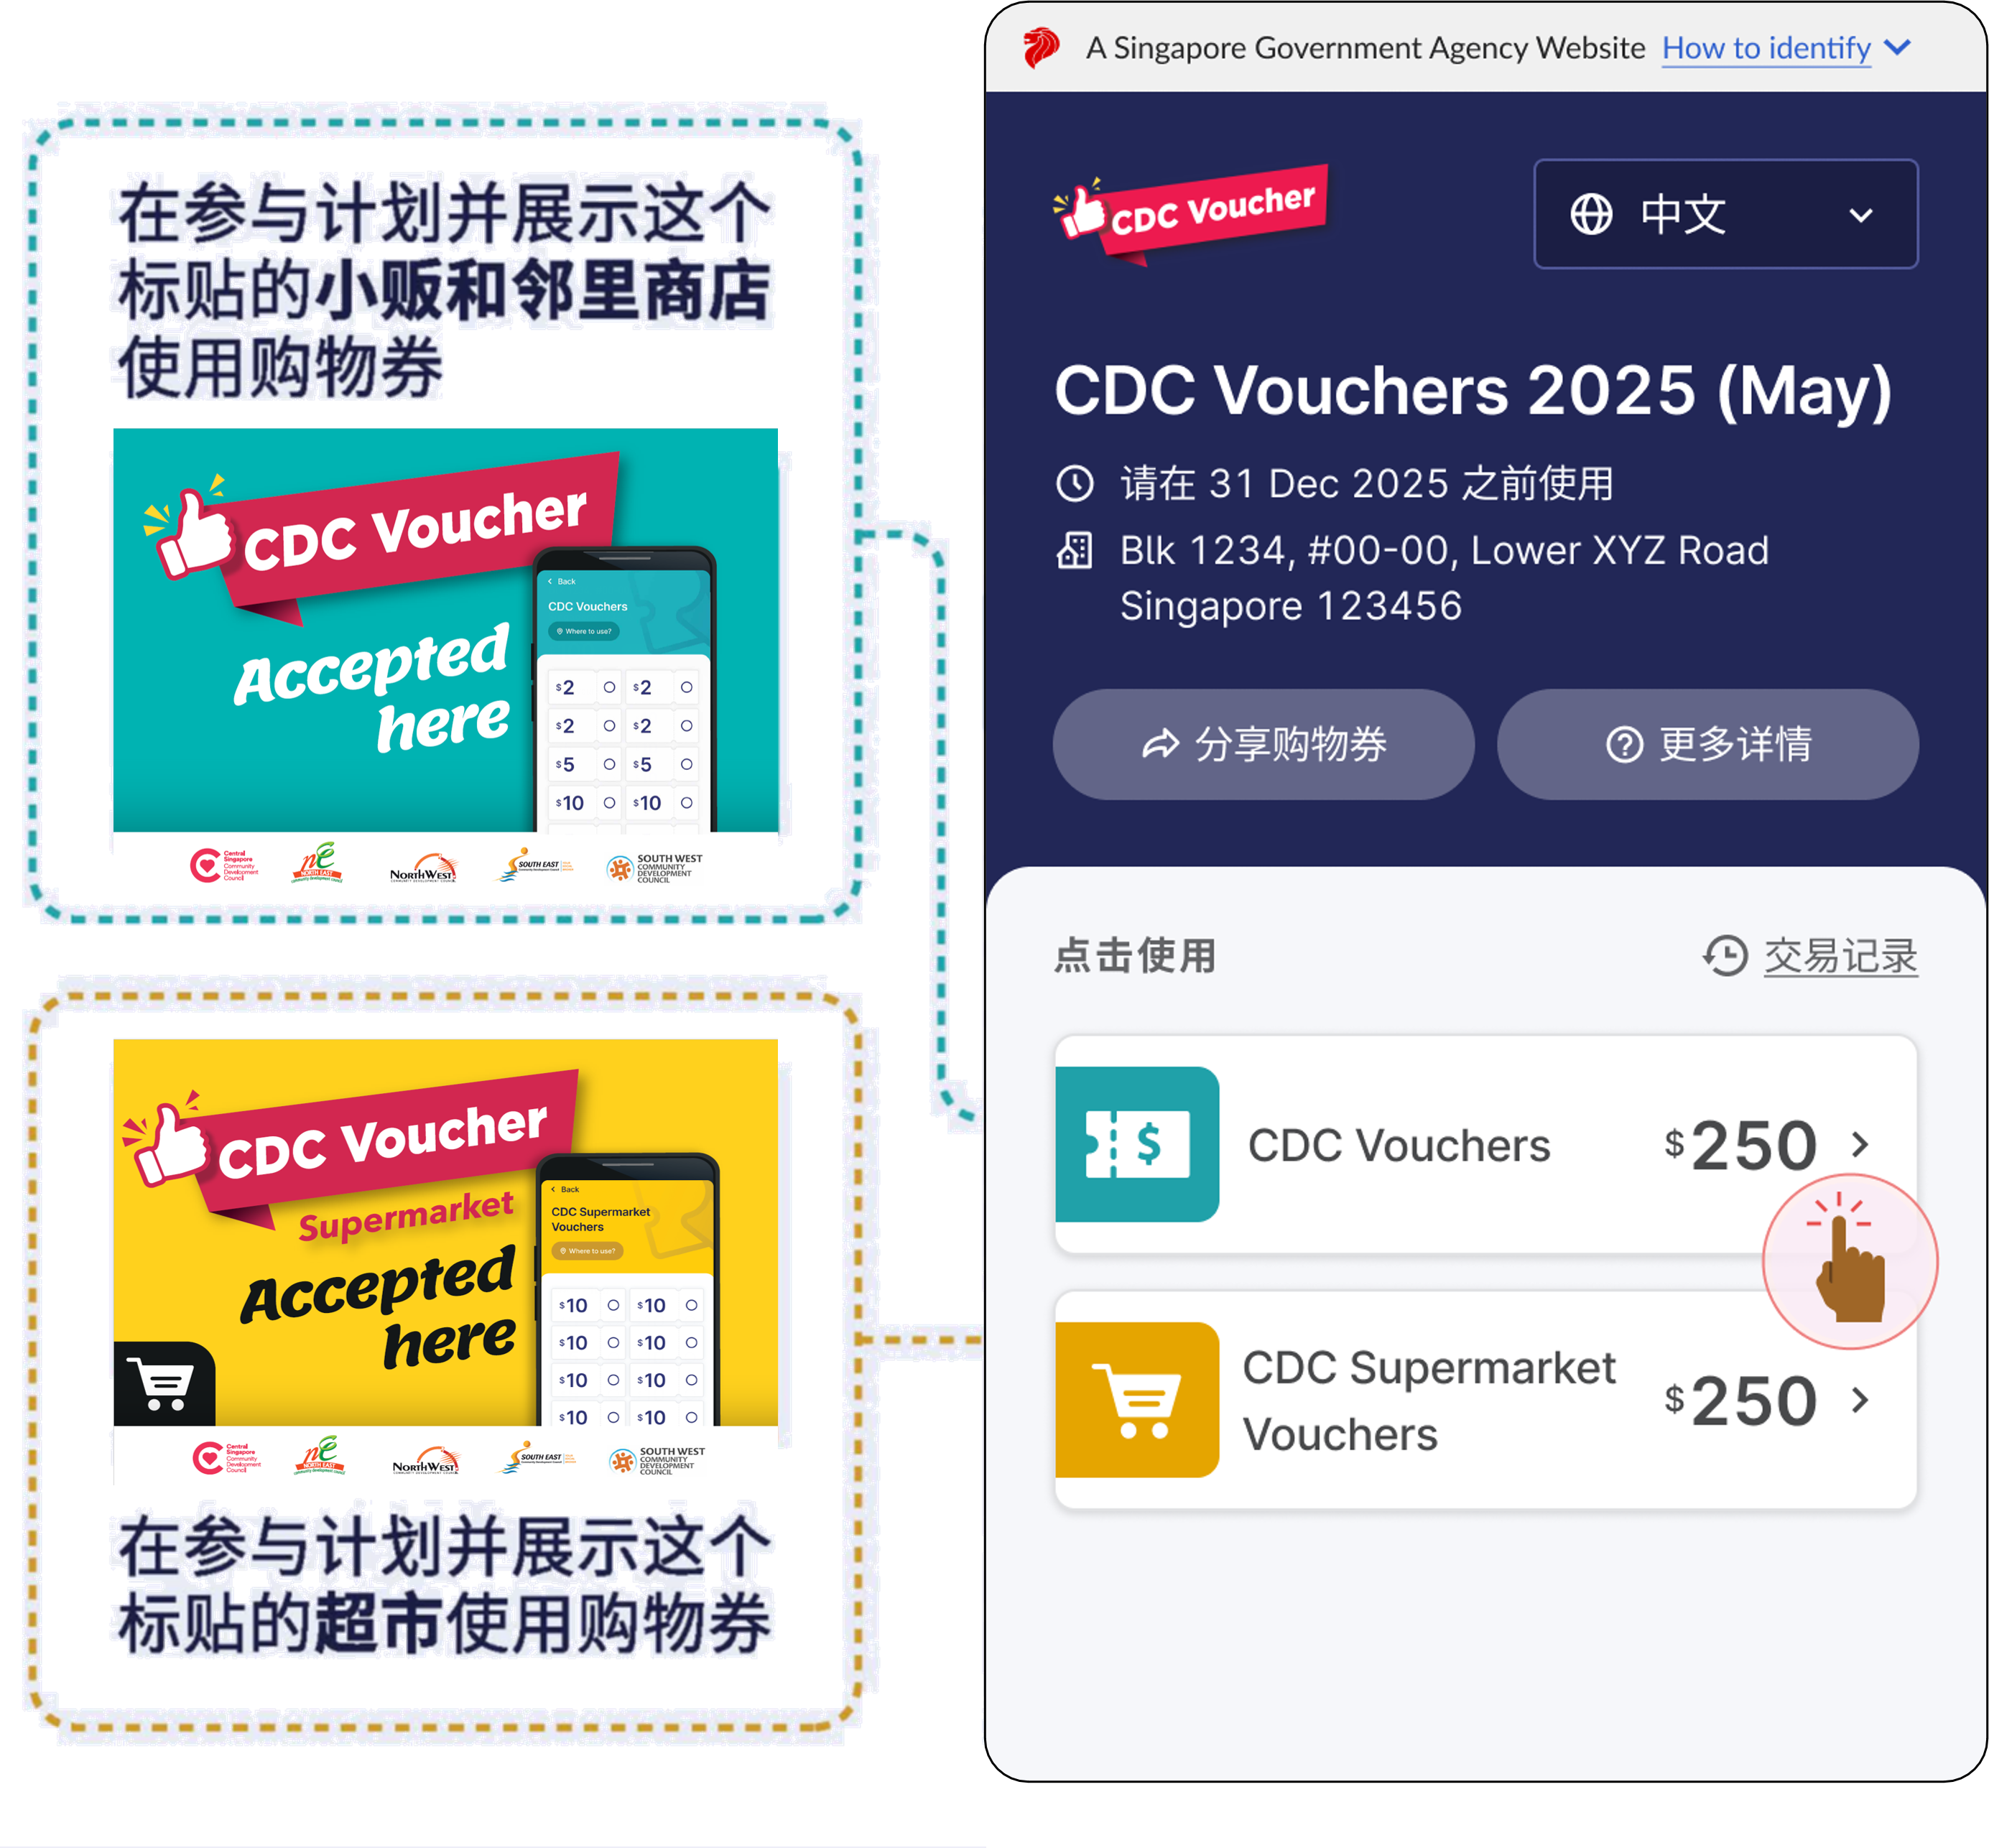 在参与计划并展示这个
标贴的小贩和邻里商店
使用购物券
CDC Voucher
Accepted
here
Back
CDC Vouchers
Where to use?
$2 $2
$2 $2
$5 $5
$10 $10
Central
Singapore
Community
Development
Council
NORTH EAST
NORTHWEST
SOUTH EAST
SOUTH WEST
COMMUNITY
DEVELOPMENT
COUNCIL
CDC Voucher
Supermarket
Accepted
here
Back
CDC Supermarket
Vouchers
Where to use?
$10 $10
$10 $10
$10 $10
$10 $10
Central
Singapore
Community
Development
Council
NORTH EAST
NORTHWEST
SOUTH EAST
SOUTH WEST
COMMUNITY
DEVELOPMENT
COUNCIL
在参与计划并展示这个
标贴的超市使用购物券
A Singapore Government Agency Website How to identify
CDC Voucher
中文
CDC Vouchers 2025 (May)
请在 31 Dec 2025 之前使用
Blk 1234, #00-00, Lower XYZ Road
Singapore 123456
分享购物券
更多详情
点击使用
交易记录
CDC Vouchers $250
CDC Supermarket
Vouchers
$250